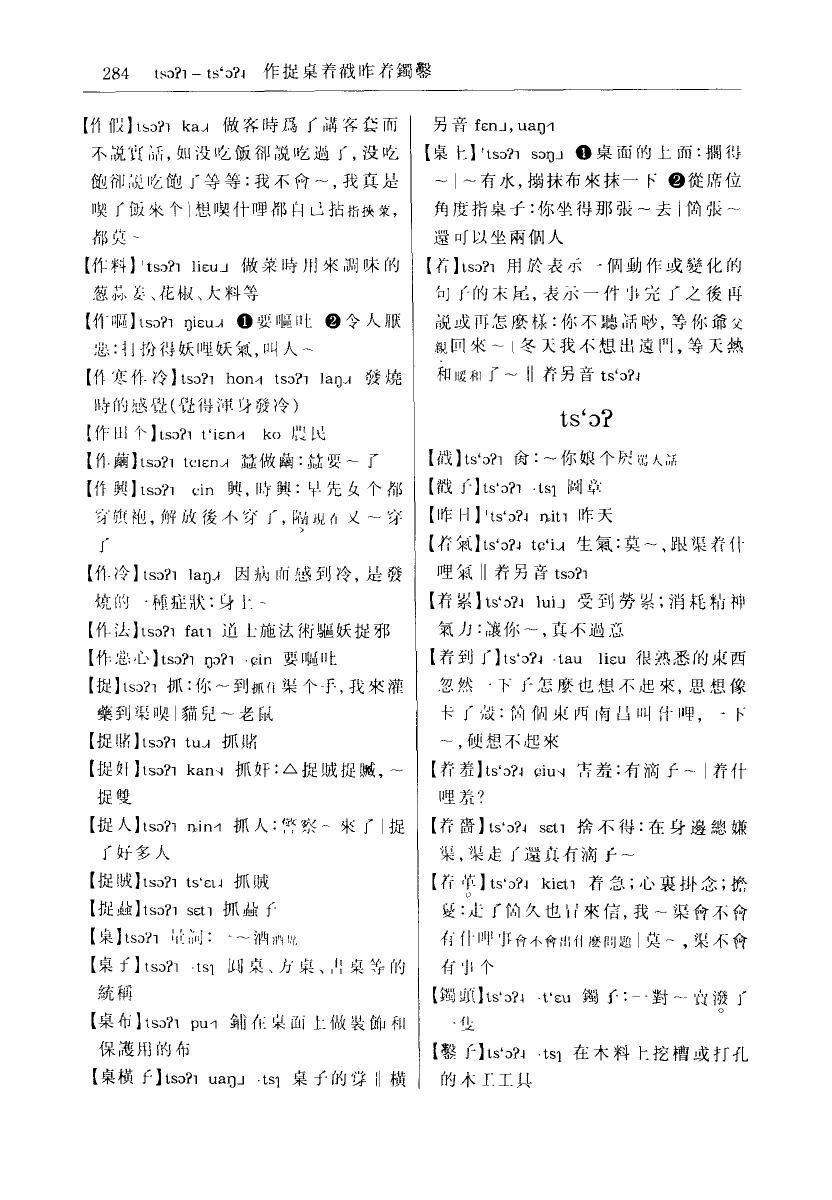 284 tsɔʔ˥ – tsʻɔʔ˨ 作捉桌着戳昨着鐲鑿
【作假】tsɔʔ˥ ka˨ 做客時爲了講客套而
不説實話,如没吃飯卻説吃過了,没吃
飽卻説吃飽了等等:我不會～,我真是
喫了飯來个|想喫什哩都自己拈指挾菜,
都莫～
【作料】ˈtsɔʔ˥ liɛu˩ 做菜時用來調味的
葱蒜姜、花椒、大料等
【作嘔】tsɔʔ˥ ŋiɛu ❶要嘔吐 ❷令人厭
惡:打扮得妖哩妖氣,叫人～
【作寒作冷】tsɔʔ˥ hɔn tsɔʔ˥ laŋ 發燒
時的感覺(覺得渾身發冷)
【作田个】tsɔʔ˥ tʻiɛn ko 農民
【作繭】tsɔʔ˥ tɕiɛn 蠶做繭:蠶要～了
【作興】tsɔʔ˥ ɕin 興,時興:早先女个都
穿旗袍,解放後不穿了,隔現在又～穿
了
【作冷】tsɔʔ˥ laŋ 因病而感到冷,是發
燒的一種症狀:身上～
【作法】tsɔʔ˥ fat˥ 道士施法術驅妖捉邪
【作惡心】tsɔʔ˥ ŋɔʔ˥ ·ɕin 要嘔吐
【捉】tsɔʔ˥ 抓:你～到抓住渠个手,我來灌
藥到渠喫|貓兒～老鼠
【捉賭】tsɔʔ˥ tu 抓賭
【捉奸】tsɔʔ˥ kan 抓奸:△捉賊捉贓,～
捉雙
【捉人】tsɔʔ˥ ȵin 抓人:警察～來了|捉
了好多人
【捉賊】tsɔʔ˥ tsʻɛt 抓賊
【捉蝨】tsɔʔ˥ sɛt˥ 抓蝨子
【桌】tsɔʔ˥ 量詞:一～酒酒席
【桌子】tsɔʔ˥ ·tsɿ 圓桌、方桌、書桌等的
統稱
【桌布】tsɔʔ˥ pu 鋪在桌面上做裝飾和
保護用的布
【桌橫子】tsɔʔ˥ uaŋ˩ ·tsɿ 桌子的穿‖橫
另音 fɛn˩, uaŋ
【桌上】ˈtsɔʔ˥ sɔŋ˩ ❶桌面的上面:擱得
～|～有水,搦抹布來抹一下 ❷從席位
角度指桌子:你坐得那張～去|箇張～
還可以坐兩個人
【着】tsɔʔ˥ 用於表示一個動作或變化的
句子的末尾,表示一件事完了之後再
説或再怎麽樣:你不聽話吵,等你爺父
親回來～|冬天我不想出遠門,等天熱
和暖和了～‖着另音 tsʻɔʔ˨
tsʻɔʔ
【戳】tsʻɔʔ˥ 肏:～你娘个屄罵人話
【戳子】tsʻɔʔ˥ ·tsɿ 圖章
【昨日】ˈtsʻɔʔ˨ ȵit˥ 昨天
【着氣】tsʻɔʔ˨ tɕʻi 生氣:莫～,跟渠着什
哩氣‖着另音 tsɔʔ˥
【着累】tsʻɔʔ˨ lui˩ 受到勞累;消耗精神
氣力:讓你～,真不過意
【着到了】tsʻɔʔ˨ ·tau liɛu 很熟悉的東西
忽然一下子怎麽也想不起來,思想像
卡了殼:箇個東西南昌叫什哩,一下
～,硬想不起來
【着羞】tsʻɔʔ˨ ɕiu 害羞:有滴子～|着什
哩羞?
【着嗇】tsʻɔʔ˨ sɛt˥ 捨不得:在身邊總嫌
渠,渠走了還真有滴子～
【着革】tsʻɔʔ˨ kiɛt˥ 着急;心裏掛念;擔
憂:走了箇久也冒來信,我～渠會不會
有什哩事會不會出什麽問題|莫～,渠不會
有事个
【鐲頭】tsʻɔʔ˨ ·tʻɛu 鐲子:一對～賣潑了
一隻
【鑿子】tsʻɔʔ˨ ·tsɿ 在木料上挖槽或打孔
的木工工具